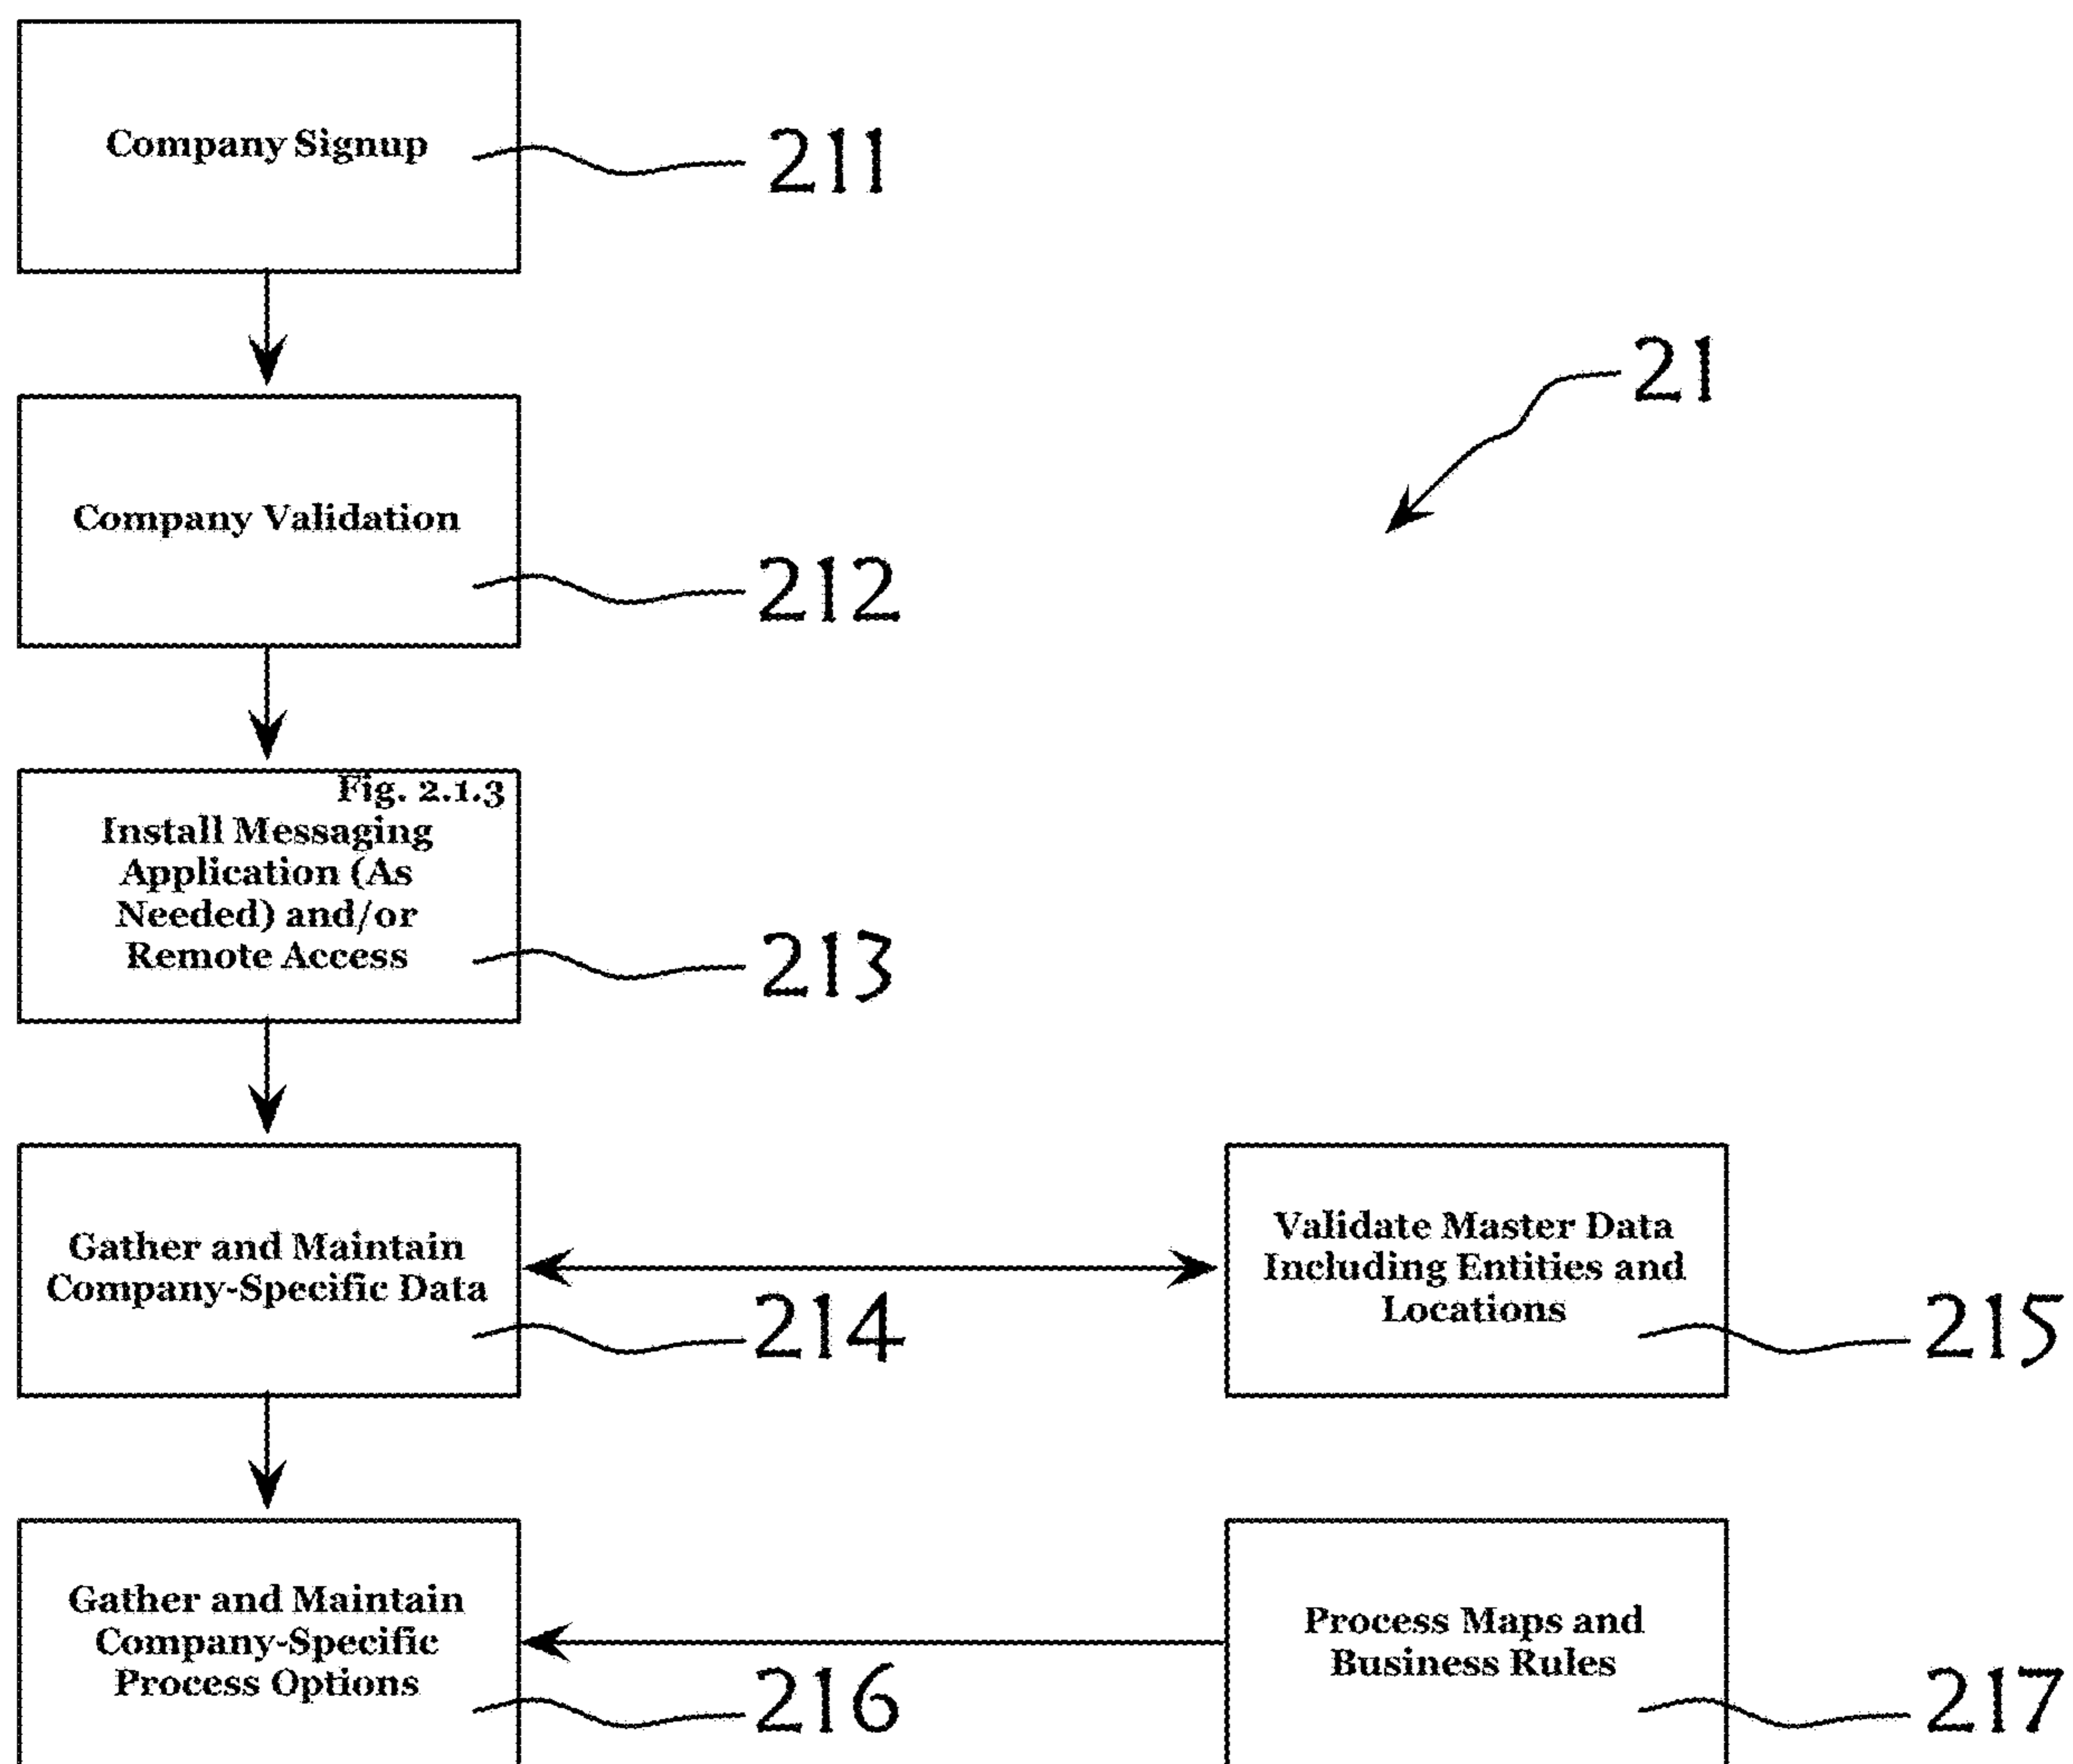 Company Signup
211
21
Company Validation
212
Fig. 2.1.3
Install Messaging
Application (As
Needed) and/or
Remote Access
213
Gather and Maintain
Company-Specific Data
214
Validate Master Data
Including Entities and
Locations
215
Gather and Maintain
Company-Specific
Process Options
216
Process Maps and
Business Rules
217